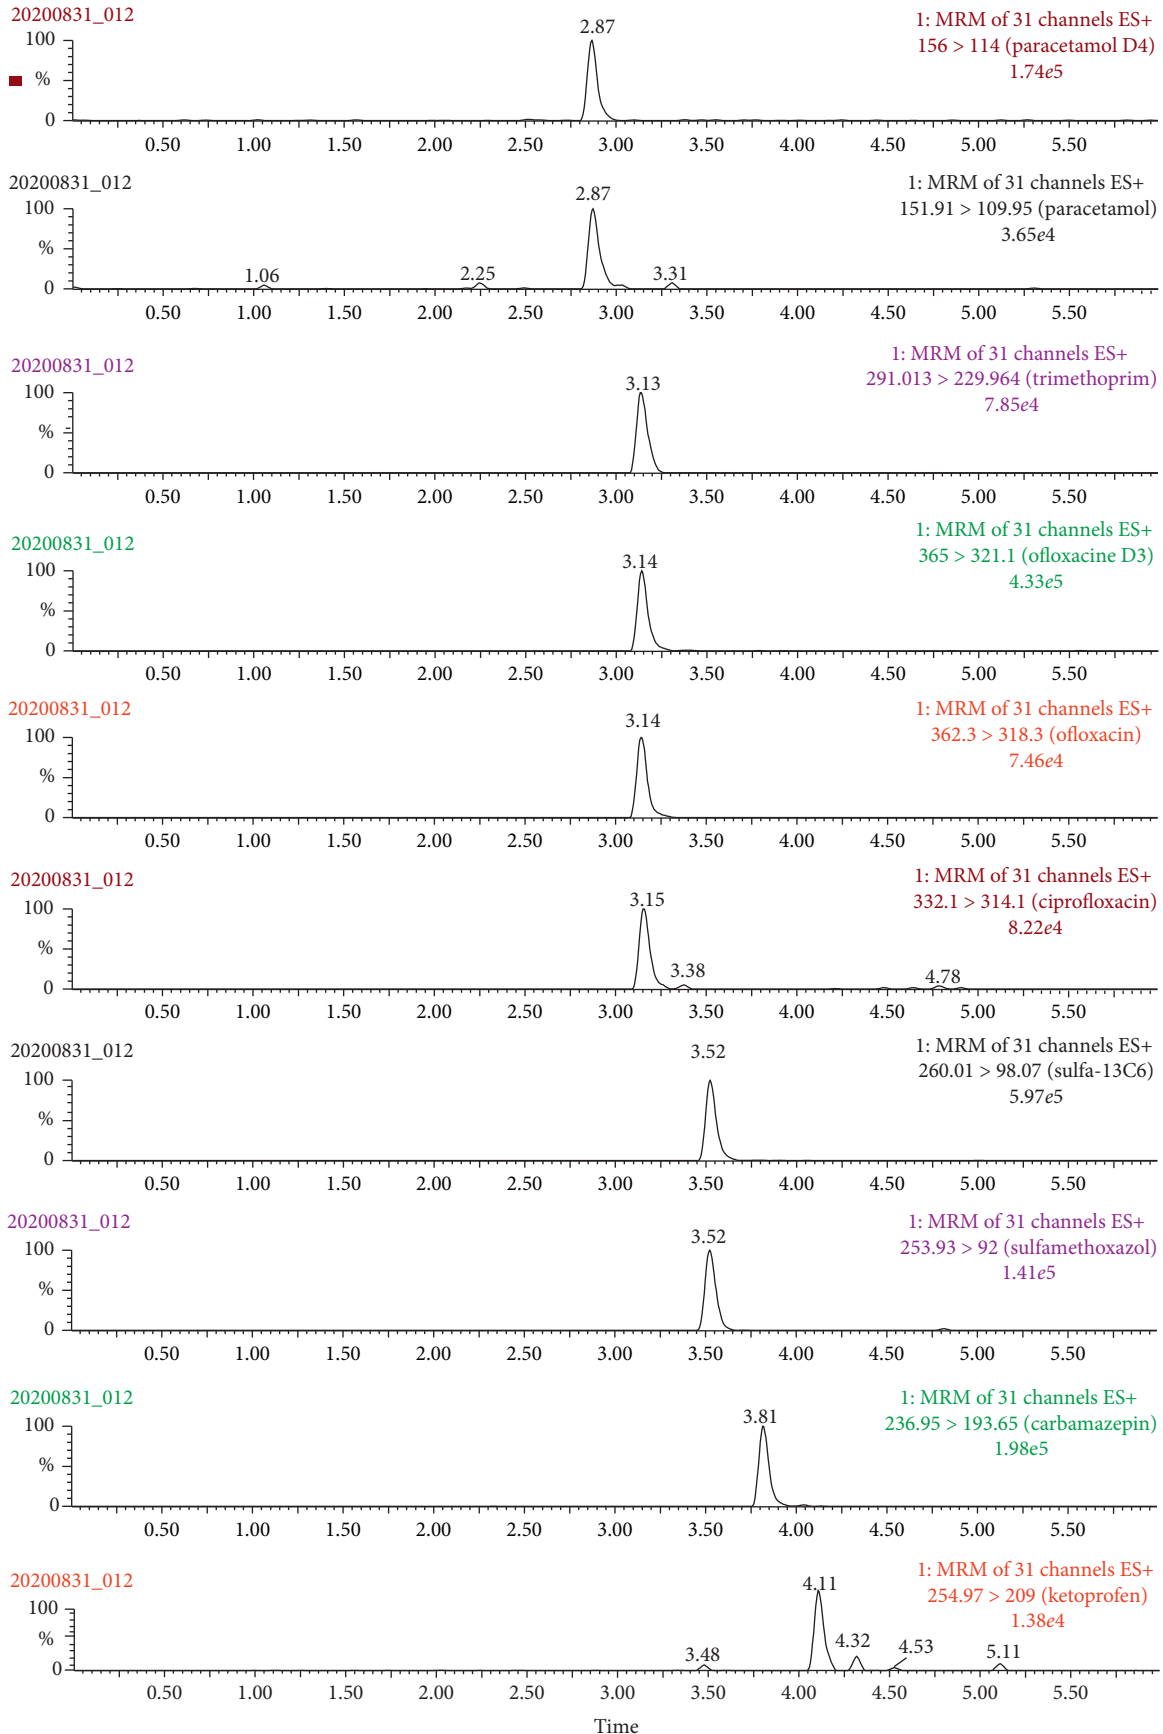 20200831_012
1: MRM of 31 channels ES+
156 > 114 (paracetamol D4)
1.74e5
2.87
100
%
0
0.50 1.00 1.50 2.00 2.50 3.00 3.50 4.00 4.50 5.00 5.50
20200831_012
1: MRM of 31 channels ES+
151.91 > 109.95 (paracetamol)
3.65e4
2.87
100
%
1.06 2.25 3.31
0
0.50 1.00 1.50 2.00 2.50 3.00 3.50 4.00 4.50 5.00 5.50
20200831_012
1: MRM of 31 channels ES+
291.013 > 229.964 (trimethoprim)
7.85e4
3.13
100
%
0
0.50 1.00 1.50 2.00 2.50 3.00 3.50 4.00 4.50 5.00 5.50
20200831_012
1: MRM of 31 channels ES+
365 > 321.1 (ofloxacine D3)
4.33e5
3.14
100
%
0
0.50 1.00 1.50 2.00 2.50 3.00 3.50 4.00 4.50 5.00 5.50
20200831_012
1: MRM of 31 channels ES+
362.3 > 318.3 (ofloxacin)
7.46e4
3.14
100
%
0
0.50 1.00 1.50 2.00 2.50 3.00 3.50 4.00 4.50 5.00 5.50
20200831_012
1: MRM of 31 channels ES+
332.1 > 314.1 (ciprofloxacin)
8.22e4
3.15
100
%
3.38 4.78
0
0.50 1.00 1.50 2.00 2.50 3.00 3.50 4.00 4.50 5.00 5.50
20200831_012
1: MRM of 31 channels ES+
260.01 > 98.07 (sulfa-13C6)
5.97e5
3.52
100
%
0
0.50 1.00 1.50 2.00 2.50 3.00 3.50 4.00 4.50 5.00 5.50
20200831_012
1: MRM of 31 channels ES+
253.93 > 92 (sulfamethoxazol)
1.41e5
3.52
100
%
0
0.50 1.00 1.50 2.00 2.50 3.00 3.50 4.00 4.50 5.00 5.50
20200831_012
1: MRM of 31 channels ES+
236.95 > 193.65 (carbamazepin)
1.98e5
3.81
100
%
0
0.50 1.00 1.50 2.00 2.50 3.00 3.50 4.00 4.50 5.00 5.50
20200831_012
1: MRM of 31 channels ES+
254.97 > 209 (ketoprofen)
1.38e4
4.11
100
%
3.48 4.32 4.53 5.11
0
0.50 1.00 1.50 2.00 2.50 3.00 3.50 4.00 4.50 5.00 5.50
Time